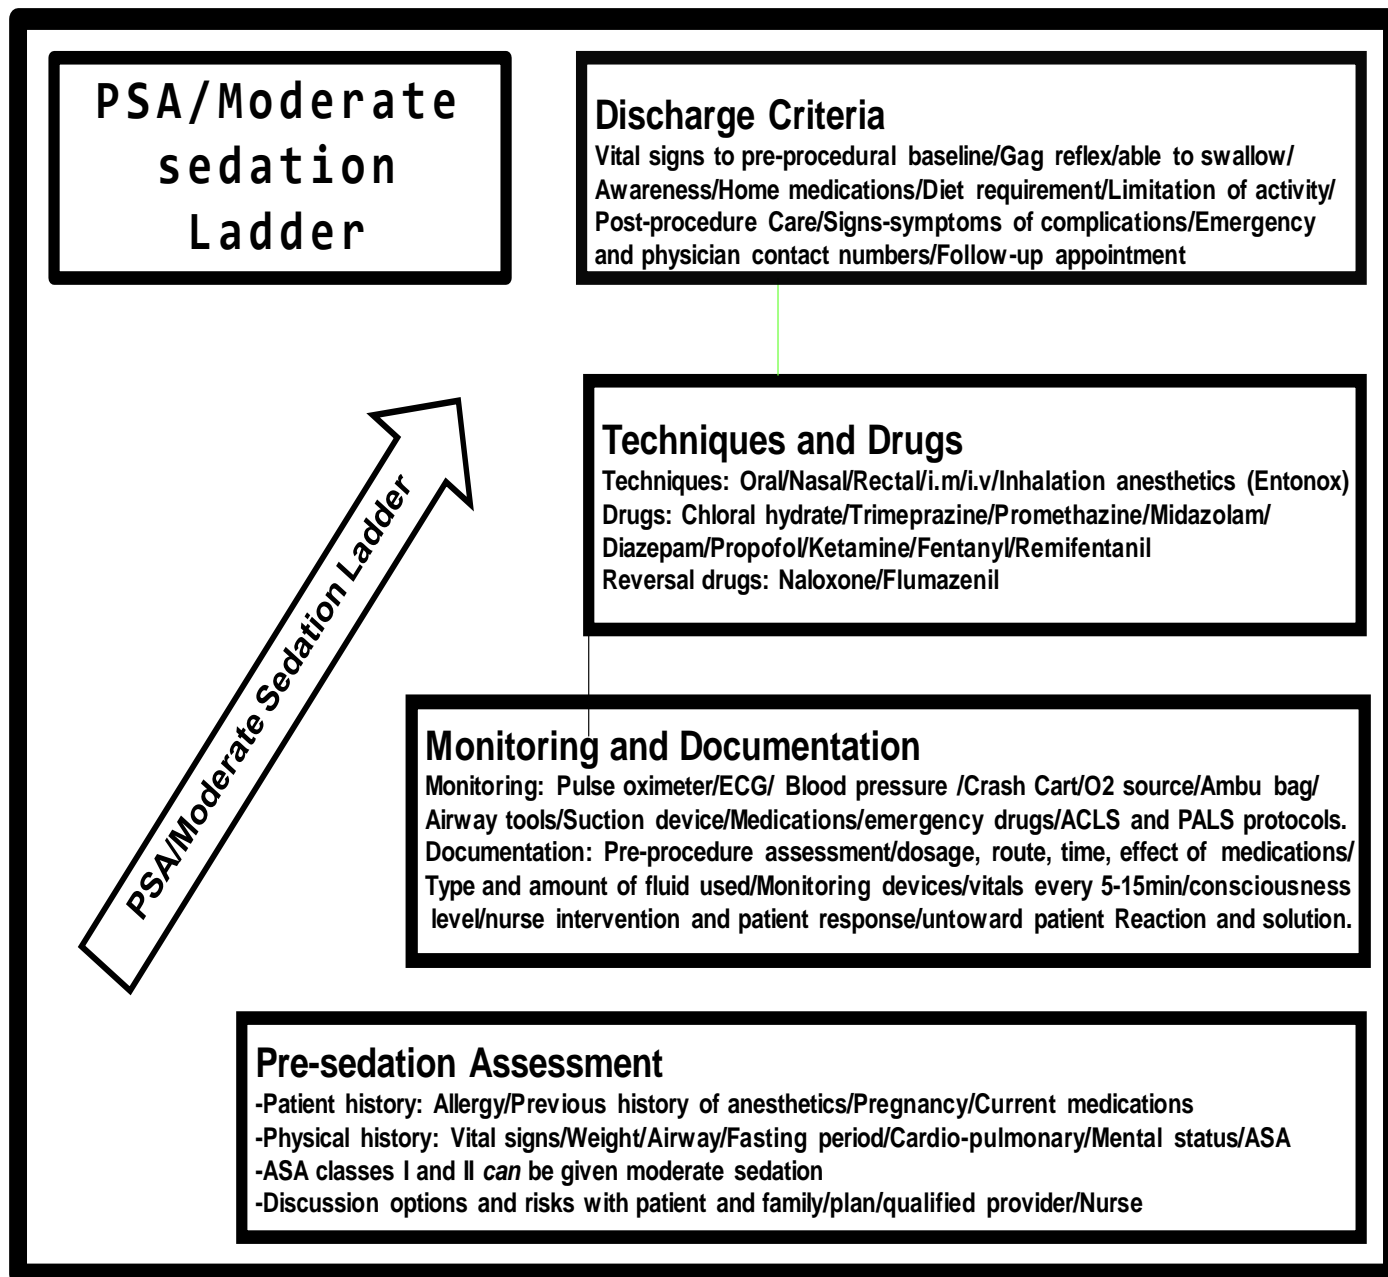 PSA/Moderate
sedation
Ladder
Discharge Criteria
Vital signs to pre-procedural baseline/Gag reflex/able to swallow/
Awareness/Home medications/Diet requirement/Limitation of activity/
Post-procedure Care/Signs-symptoms of complications/Emergency
and physician contact numbers/Follow-up appointment
Techniques and Drugs
Techniques: Oral/Nasal/Rectal/i.m/i.v/Inhalation anesthetics (Entonox)
Drugs: Chloral hydrate/Trimeprazine/Promethazine/Midazolam/
Diazepam/Propofol/Ketamine/Fentanyl/Remifentanil
Reversal drugs: Naloxone/Flumazenil
PSA/Moderate Sedation Ladder
Monitoring and Documentation
Monitoring: Pulse oximeter/ECG/ Blood pressure /Crash Cart/O2 source/Ambu bag/
Airway tools/Suction device/Medications/emergency drugs/ACLS and PALS protocols.
Documentation: Pre-procedure assessment/dosage, route, time, effect of medications/
Type and amount of fluid used/Monitoring devices/vitals every 5-15min/consciousness
level/nurse intervention and patient response/untoward patient Reaction and solution.
Pre-sedation Assessment
-Patient history: Allergy/Previous history of anesthetics/Pregnancy/Current medications
-Physical history: Vital signs/Weight/Airway/Fasting period/Cardio-pulmonary/Mental status/ASA
-ASA classes I and II can be given moderate sedation
-Discussion options and risks with patient and family/plan/qualified provider/Nurse